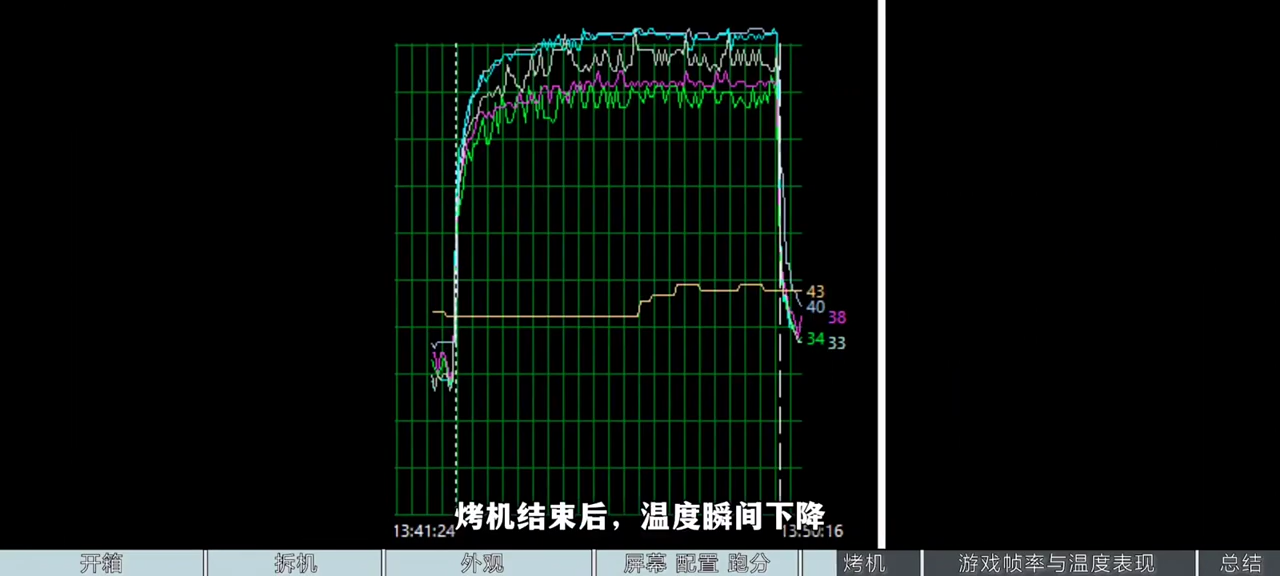 43
40
38
34
33
烤机结束后，温度瞬间下降
13:41:24
13:50:16
开箱
拆机
外观
屏幕 配置 跑分
烤机
游戏帧率与温度表现
总结